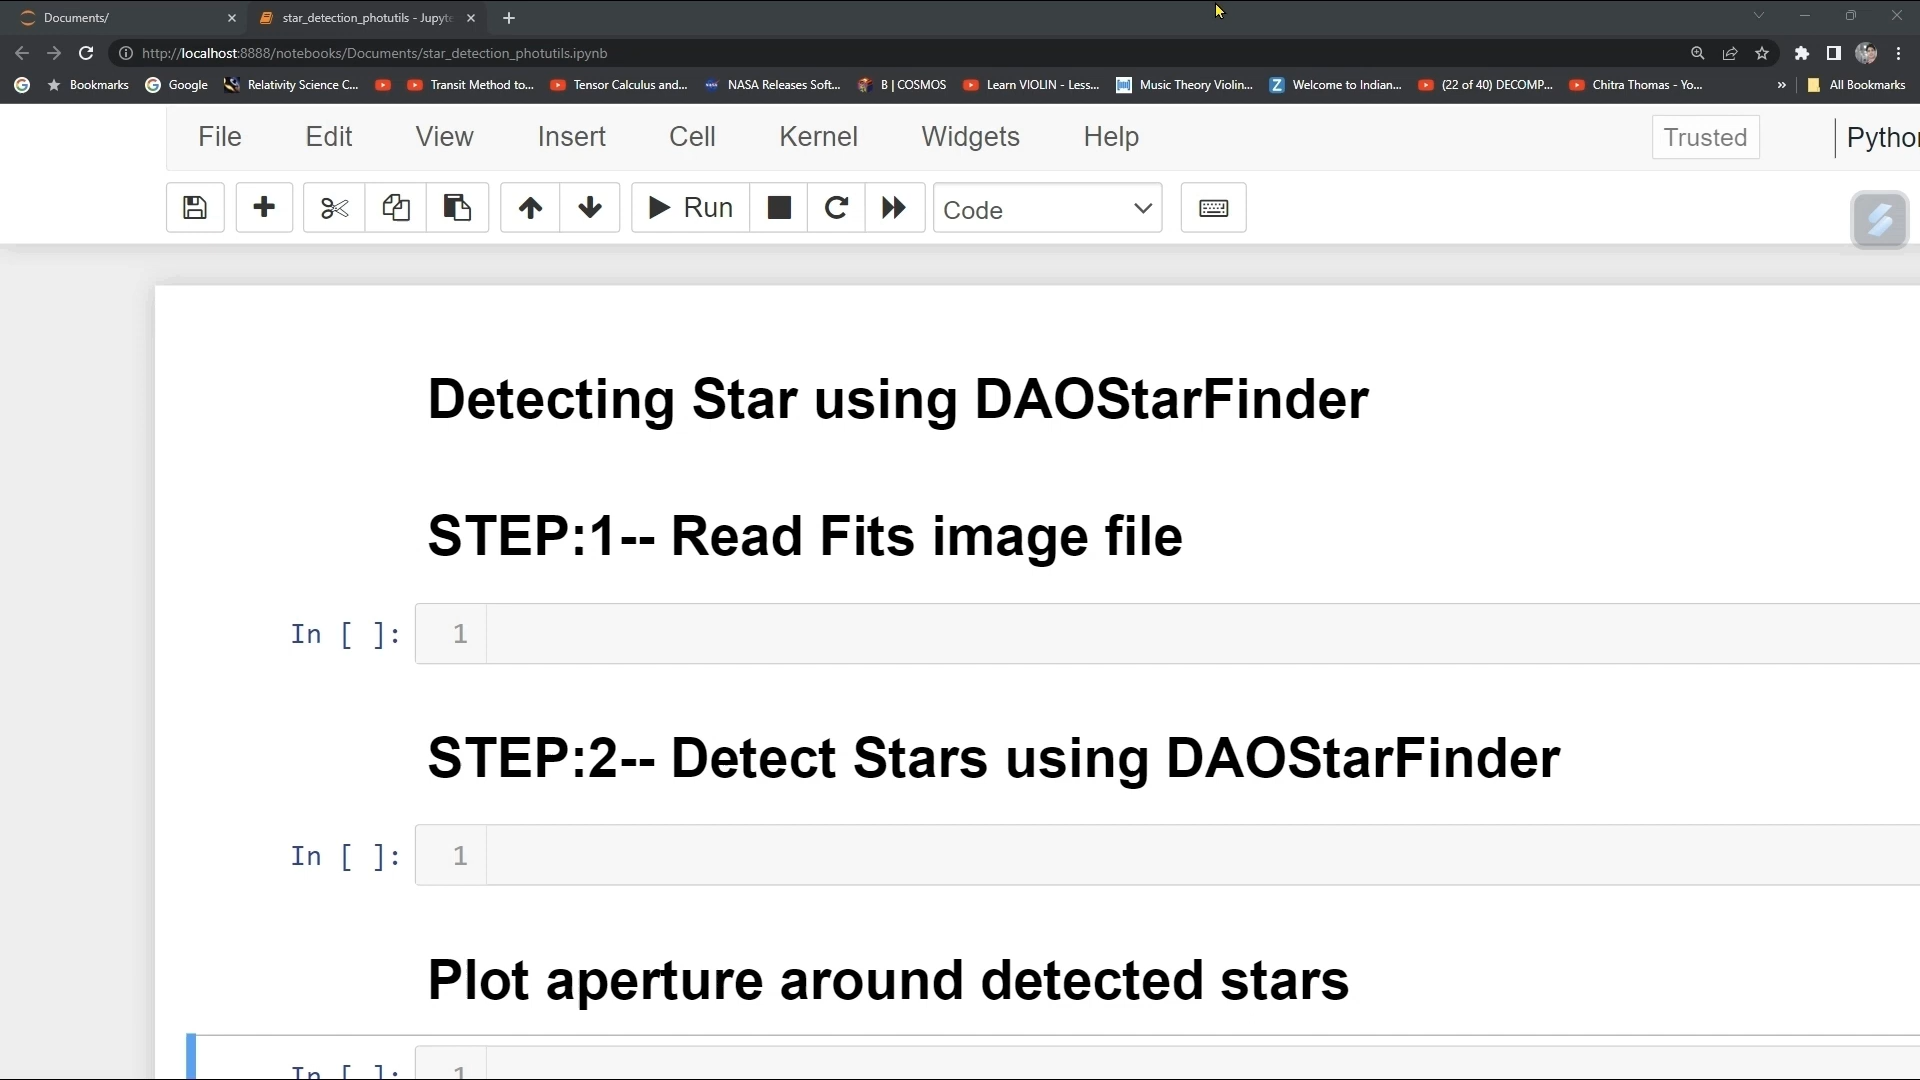 Documents/
star_detection_photutils - Jupyte
http://localhost:8888/notebooks/Documents/star_detection_photutils.ipynb
Bookmarks
Google
Relativity Science C...
Transit Method to...
Tensor Calculus and...
NASA Releases Soft...
B | COSMOS
Learn VIOLIN - Less...
Music Theory Violin...
Welcome to Indian...
(22 of 40) DECOMP...
Chitra Thomas - Yo...
»
All Bookmarks
File Edit View Insert Cell Kernel Widgets Help
Trusted
Python
Run
Code
Detecting Star using DAOStarFinder
STEP:1-- Read Fits image file
In [ ]: 1
STEP:2-- Detect Stars using DAOStarFinder
In [ ]: 1
Plot aperture around detected stars
In [ ]: 1